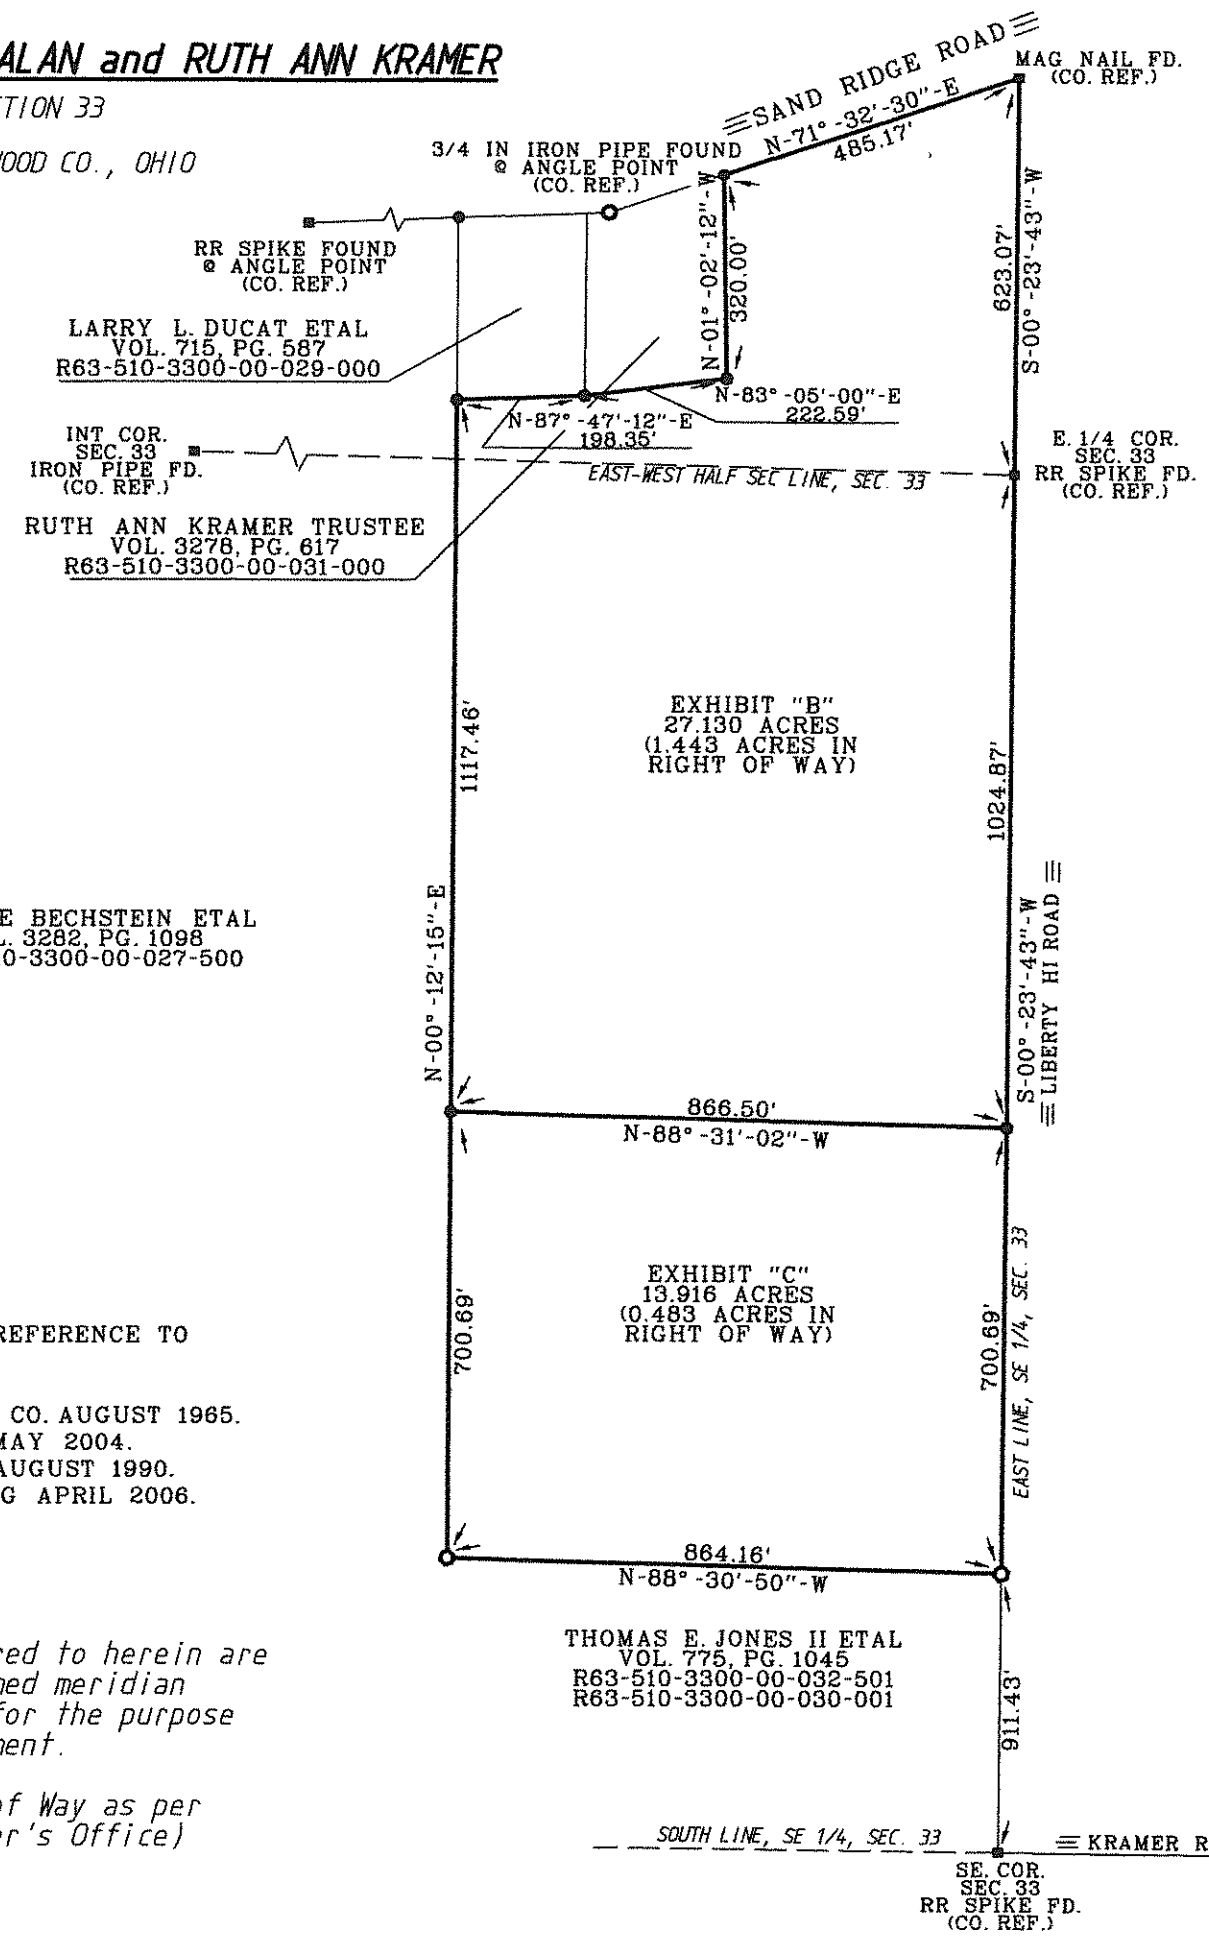 ALAN and RUTH ANN KRAMER
TION 33
WOOD CO., OHIO
SAND RIDGE ROAD
N-71°-32'-30"-E
485.17'
MAG NAIL FD.
(CO. REF.)
3/4 IN IRON PIPE FOUND
@ ANGLE POINT
(CO. REF.)
RR SPIKE FOUND
@ ANGLE POINT
(CO. REF.)
N-01°-02'-12"-W
320.00'
623.07'
S-00°-23'-43"-W
LARRY L. DUCAT ETAL
VOL. 715, PG. 587
R63-510-3300-00-029-000
N-87°-47'-12"-E
198.35'
N-83°-05'-00"-E
222.59'
INT COR.
SEC. 33
IRON PIPE FD.
(CO. REF.)
EAST-WEST HALF SEC LINE, SEC. 33
E. 1/4 COR.
SEC. 33
RR SPIKE FD.
(CO. REF.)
RUTH ANN KRAMER TRUSTEE
VOL. 3278, PG. 617
R63-510-3300-00-031-000
EXHIBIT "B"
27.130 ACRES
(1.443 ACRES IN
RIGHT OF WAY)
1117.46'
N-00°-12'-15"-E
1024.87'
S-00°-23'-43"-W
LIBERTY HI ROAD
E BECHSTEIN ETAL
L. 3282, PG. 1098
0-3300-00-027-500
866.50'
N-88°-31'-02"-W
EXHIBIT "C"
13.916 ACRES
(0.483 ACRES IN
RIGHT OF WAY)
700.69'
700.69'
EAST LINE, SE 1/4, SEC. 33
REFERENCE TO
CO. AUGUST 1965.
MAY 2004.
AUGUST 1990.
G APRIL 2006.
864.16'
N-88°-30'-50"-W
THOMAS E. JONES II ETAL
VOL. 775, PG. 1045
R63-510-3300-00-032-501
R63-510-3300-00-030-001
911.43'
red to herein are
ned meridian
for the purpose
ment.
of Way as per
er's Office)
SOUTH LINE, SE 1/4, SEC. 33
KRAMER R
SE. COR.
SEC. 33
RR SPIKE FD.
(CO. REF.)